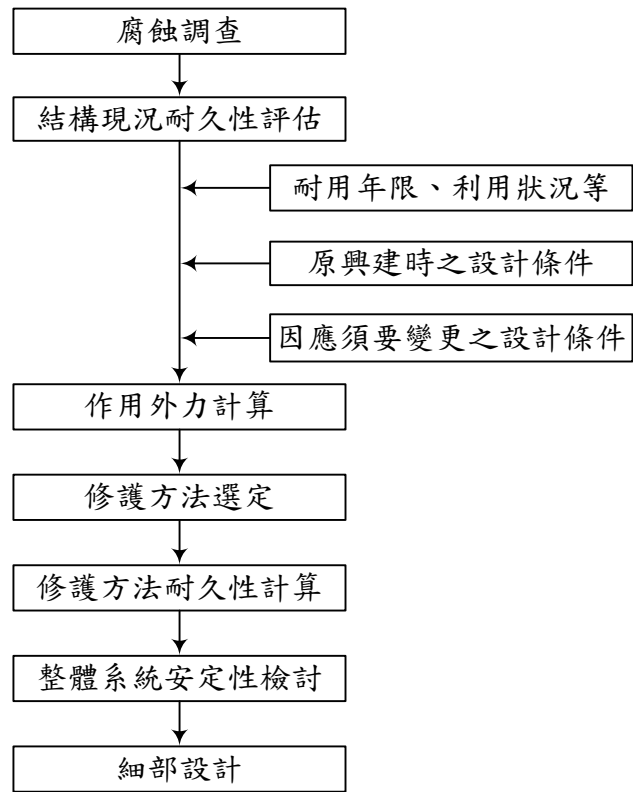 腐蝕調查
結構現況耐久性評估
耐用年限、利用狀況等
原興建時之設計條件
因應須要變更之設計條件
作用外力計算
修護方法選定
修護方法耐久性計算
整體系統安定性檢討
細部設計